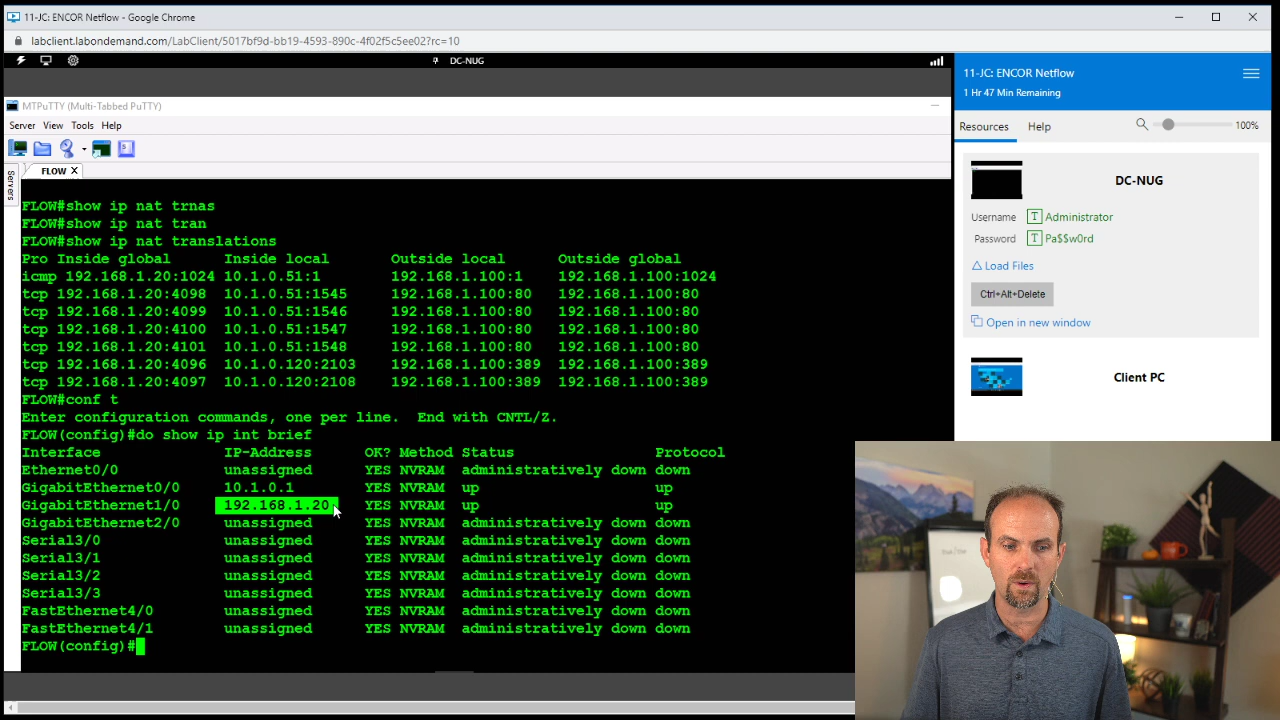 11-JC: ENCOR Netflow - Google Chrome
labclient.labondemand.com/LabClient/5017bf9d-bb19-4593-890c-4f02f5c5ee02?rc=10
DC-NUG
11-JC: ENCOR Netflow
1 Hr 47 Min Remaining
MTPuTTY (Multi-Tabbed PuTTY)
Server View Tools Help
Resources Help 100%
FLOW X
Servers
FLOW#show ip nat trnas
FLOW#show ip nat tran
FLOW#show ip nat translations
Pro Inside global Inside local Outside local Outside global
icmp 192.168.1.20:1024 10.1.0.51:1 192.168.1.100:1 192.168.1.100:1024
tcp 192.168.1.20:4098 10.1.0.51:1545 192.168.1.100:80 192.168.1.100:80
tcp 192.168.1.20:4099 10.1.0.51:1546 192.168.1.100:80 192.168.1.100:80
tcp 192.168.1.20:4100 10.1.0.51:1547 192.168.1.100:80 192.168.1.100:80
tcp 192.168.1.20:4101 10.1.0.51:1548 192.168.1.100:80 192.168.1.100:80
tcp 192.168.1.20:4096 10.1.0.120:2103 192.168.1.100:389 192.168.1.100:389
tcp 192.168.1.20:4097 10.1.0.120:2108 192.168.1.100:389 192.168.1.100:389
FLOW#conf t
Enter configuration commands, one per line. End with CNTL/Z.
FLOW(config)#do show ip int brief
Interface IP-Address OK? Method Status Protocol
Ethernet0/0 unassigned YES NVRAM administratively down down
GigabitEthernet0/0 10.1.0.1 YES NVRAM up up
GigabitEthernet1/0 192.168.1.20 YES NVRAM up up
GigabitEthernet2/0 unassigned YES NVRAM administratively down down
Serial3/0 unassigned YES NVRAM administratively down down
Serial3/1 unassigned YES NVRAM administratively down down
Serial3/2 unassigned YES NVRAM administratively down down
Serial3/3 unassigned YES NVRAM administratively down down
FastEthernet4/0 unassigned YES NVRAM administratively down down
FastEthernet4/1 unassigned YES NVRAM administratively down down
FLOW(config)#
DC-NUG
Username T Administrator
Password T Pa$$w0rd
Load Files
Ctrl+Alt+Delete
Open in new window
Client PC